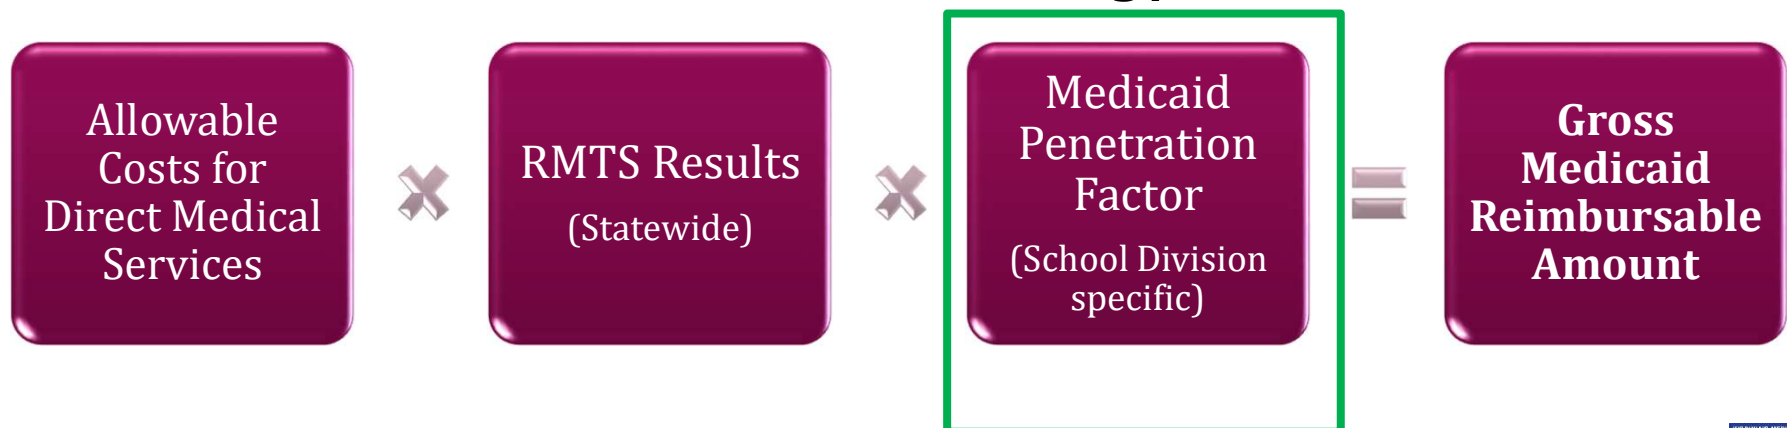 Allowable
Costs for
Direct Medical
Services
RMTS Results
(Statewide)
Medicaid
Penetration
Factor
(School Division
specific)
Gross
Medicaid
Reimbursable
Amount